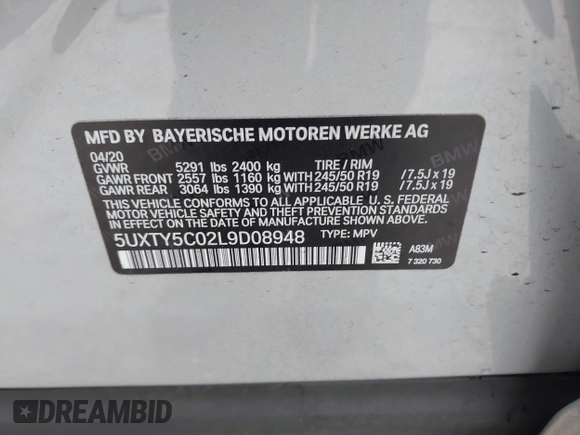 MFD BY BAYERISCHE MOTOREN WERKE AG
04/20
GVWR 5291 lbs 2400 kg TIRE / RIM
GAWR FRONT 2557 lbs 1160 kg WITH 245/50 R19 / 7.5J x 19
GAWR REAR 3064 lbs 1390 kg WITH 245/50 R19 / 7.5J x 19
THIS VEHICLE CONFORMS TO ALL APPLICABLE U. S. FEDERAL
MOTOR VEHICLE SAFETY AND THEFT PREVENTION STANDARDS
IN EFFECT ON THE DATE OF MANUFACTURE SHOWN ABOVE.
5UXTY5C02L9D08948 TYPE: MPV
A83M
7 320 730
DREAMBID